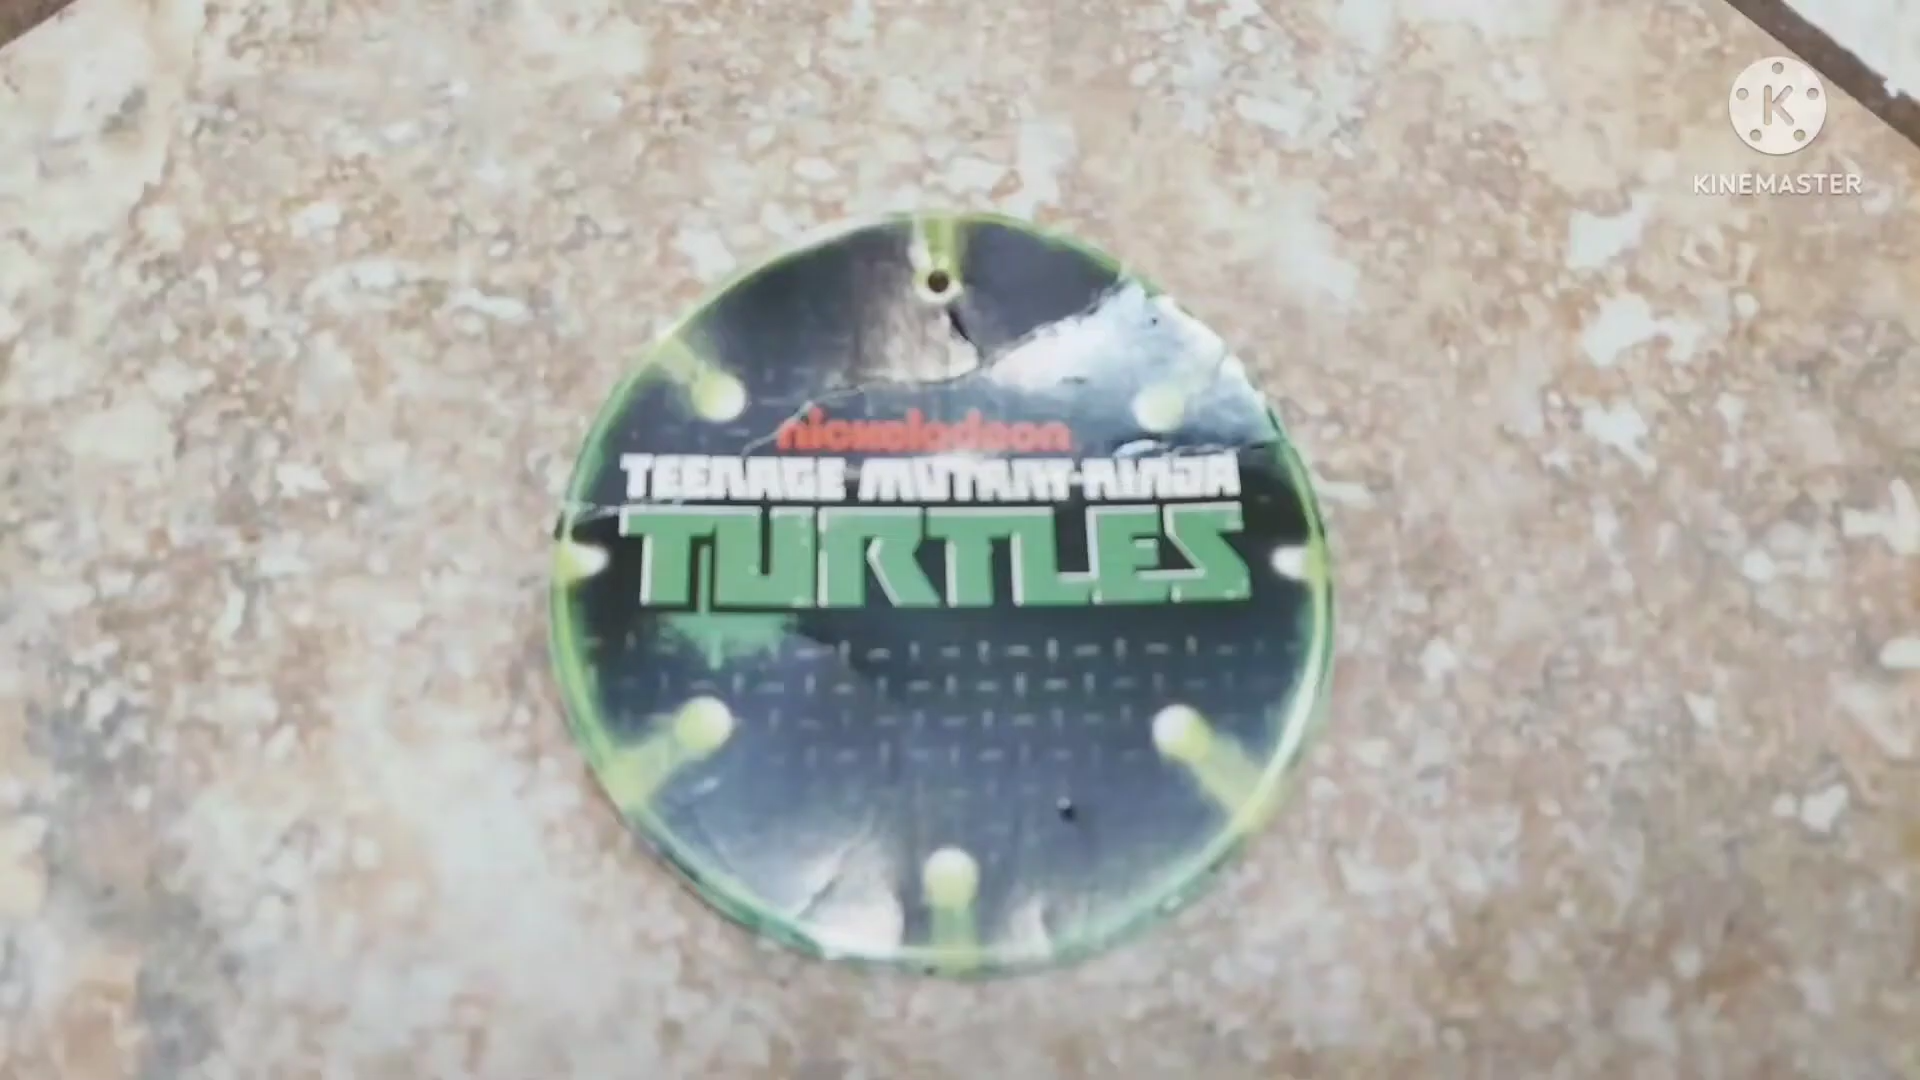 K
KINEMASTER
nickelodeon
TEENAGE MUTANT NINJA
TURTLES